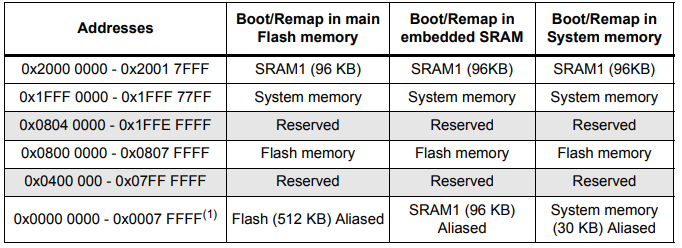 Addresses
Boot/Remap in main
Flash memory
Boot/Remap in
embedded SRAM
Boot/Remap in
System memory
0x2000 0000 - 0x2001 7FFF SRAM1 (96 KB) SRAM1 (96KB) SRAM1 (96KB)
0x1FFF 0000 - 0x1FFF 77FF System memory System memory System memory
0x0804 0000 - 0x1FFE FFFF Reserved Reserved Reserved
0x0800 0000 - 0x0807 FFFF Flash memory Flash memory Flash memory
0x0400 000 - 0x07FF FFFF Reserved Reserved Reserved
0x0000 0000 - 0x0007 FFFF(1) Flash (512 KB) Aliased
SRAM1 (96 KB)
Aliased
System memory
(30 KB) Aliased